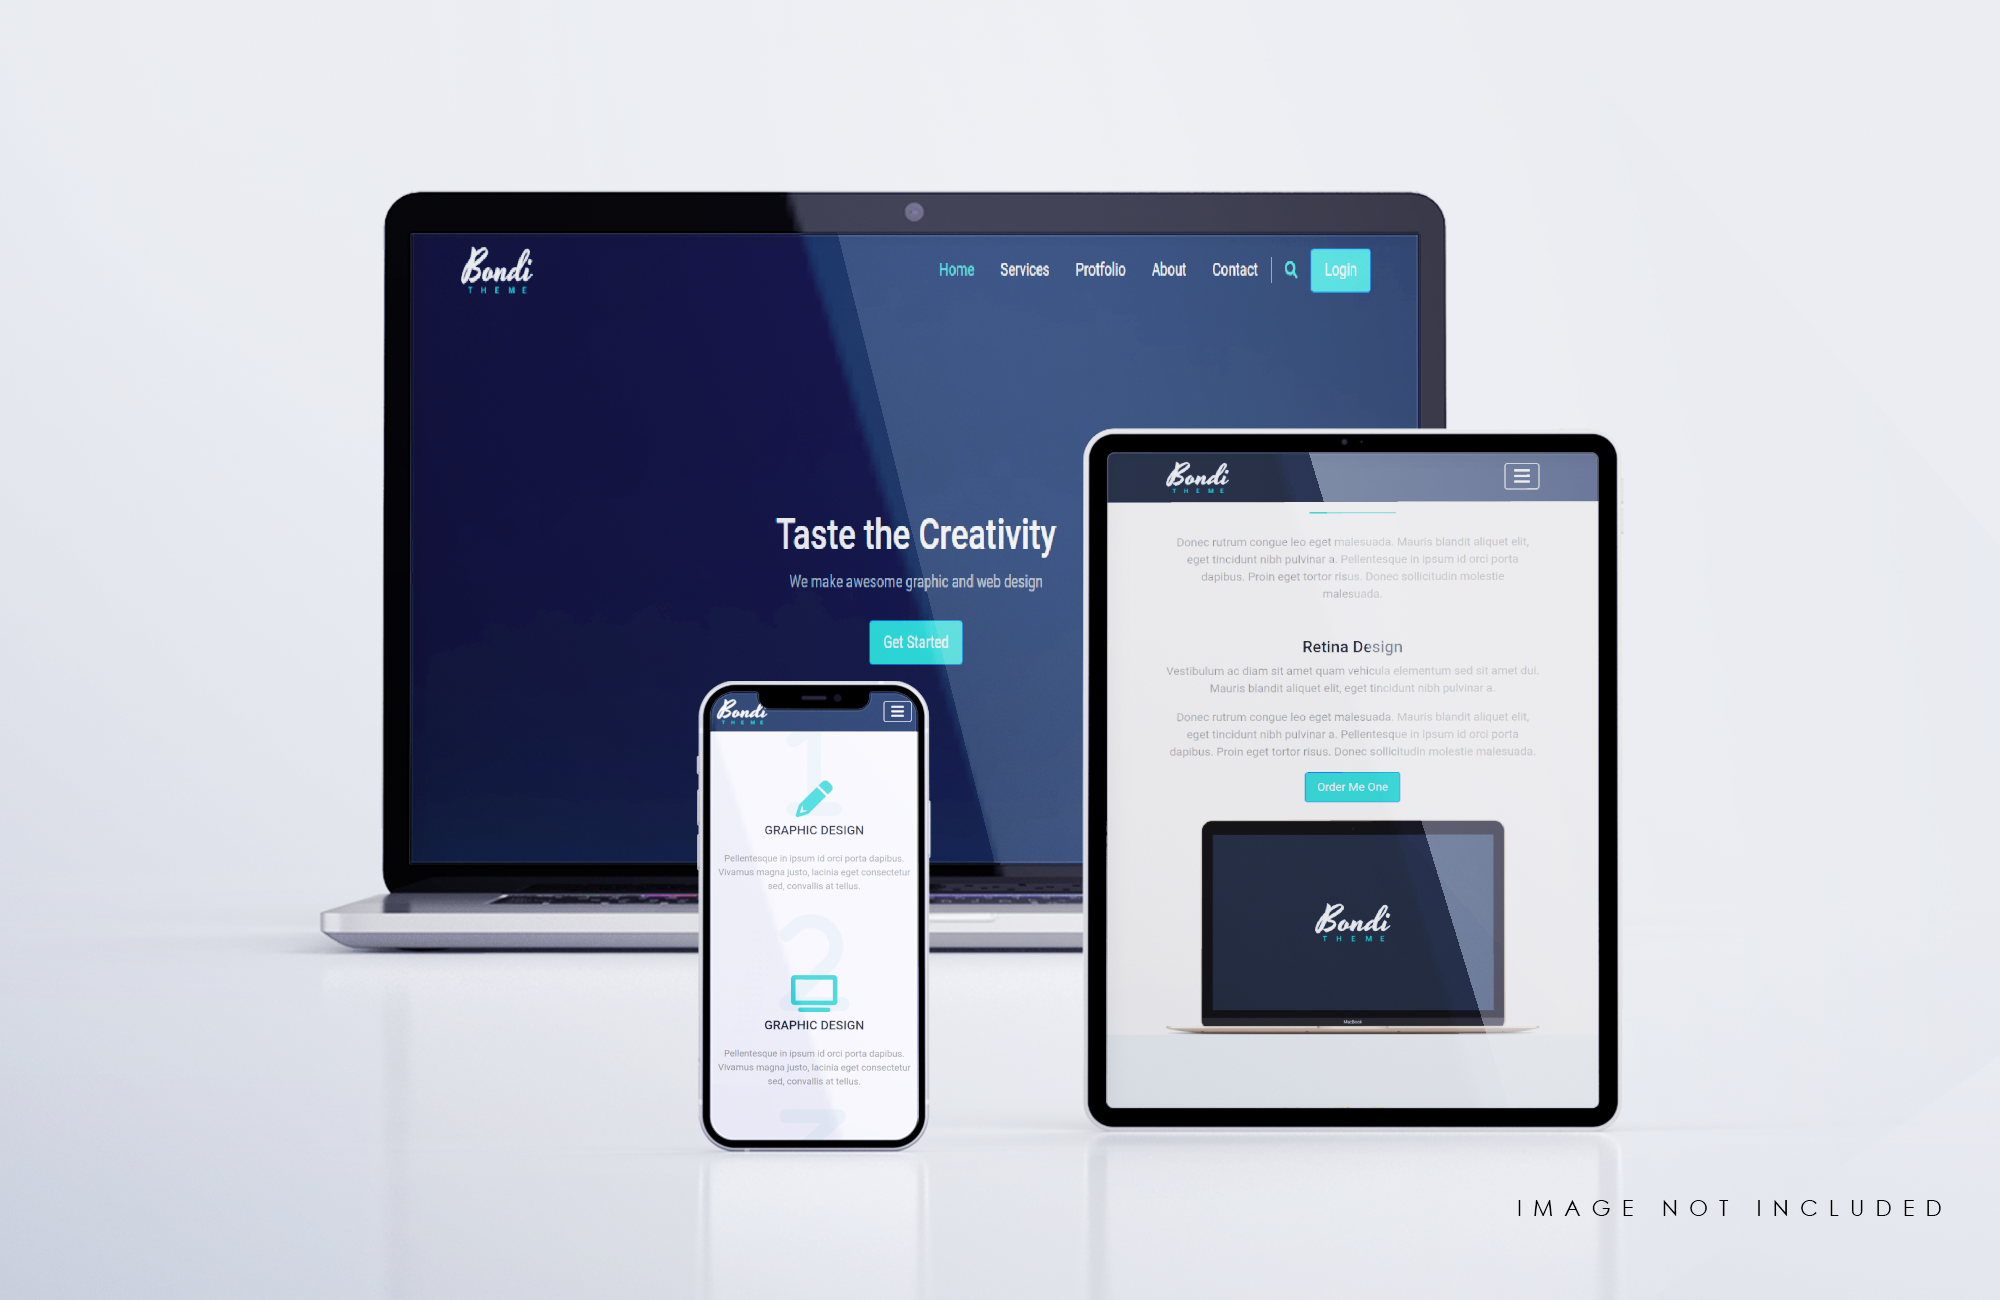 Bondi
THEME
Home Services Protfolio About Contact Login
Taste the Creativity
We make awesome graphic and web design
Get Started
Bondi
THEME
1
GRAPHIC DESIGN
Pellentesque in ipsum id orci porta dapibus.
Vivamus magna justo, lacinia eget consectetur
sed, convallis at tellus.
2
GRAPHIC DESIGN
Pellentesque in ipsum id orci porta dapibus.
Vivamus magna justo, lacinia eget consectetur
sed, convallis at tellus.
3
Bondi
THEME
Donec rutrum congue leo eget malesuada. Mauris blandit aliquet elit,
eget tincidunt nibh pulvinar a. Pellentesque in ipsum id orci porta
dapibus. Proin eget tortor risus. Donec sollicitudin molestie
malesuada.
Retina Design
Vestibulum ac diam sit amet quam vehicula elementum sed sit amet dui.
Mauris blandit aliquet elit, eget tincidunt nibh pulvinar a.
Donec rutrum congue leo eget malesuada. Mauris blandit aliquet elit,
eget tincidunt nibh pulvinar a. Pellentesque in ipsum id orci porta
dapibus. Proin eget tortor risus. Donec sollicitudin molestie malesuada.
Order Me One
Bondi
THEME
MacBook
IMAGE NOT INCLUDED